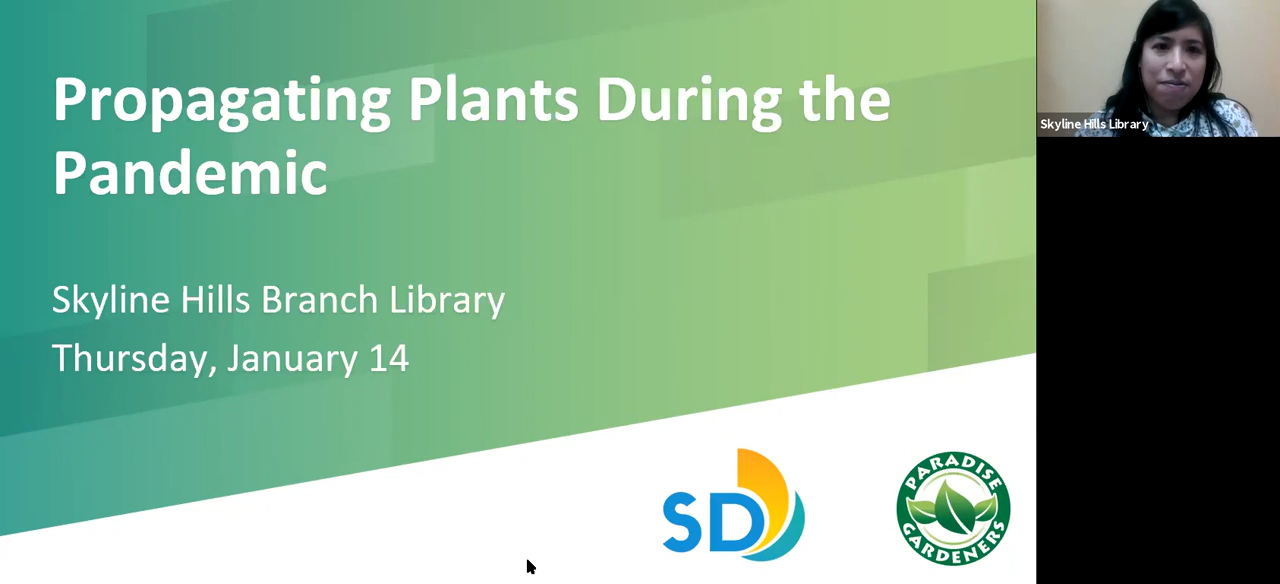 Propagating Plants During the
Pandemic
Skyline Hills Branch Library
Thursday, January 14
SD
PARADISE
GARDENERS
Skyline Hills Library